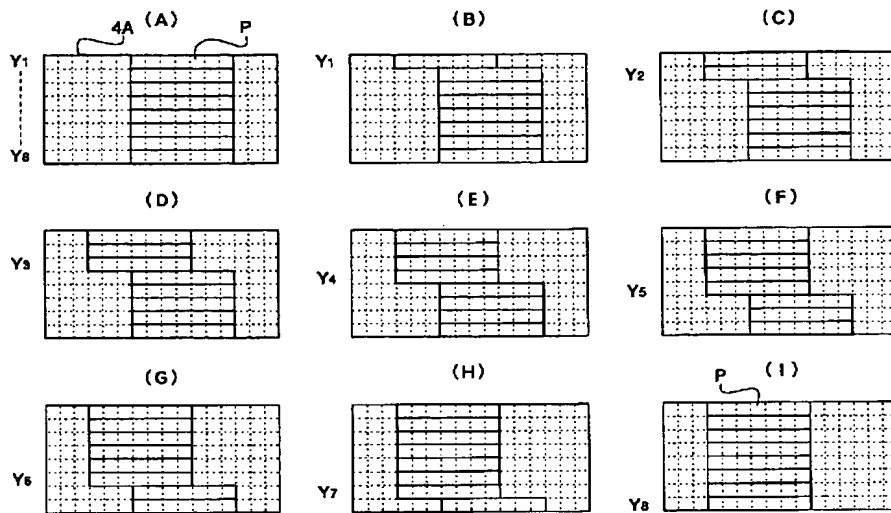 (A) (B) (C)
4A P
Y1 Y1 Y2
Y8
(D) (E) (F)
Y3 Y4 Y5
(G) (H) (I)
P
Y6 Y7 Y8